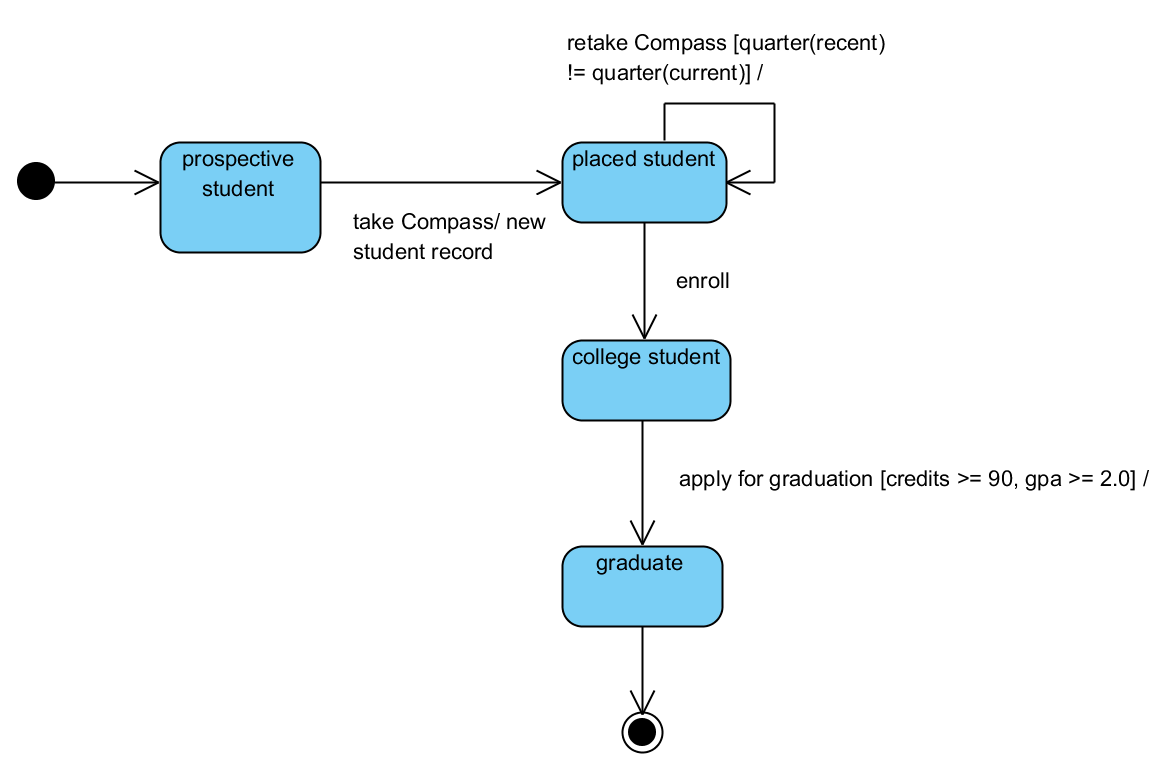 retake Compass [quarter(recent)
!= quarter(current)] /
prospective
student
placed student
take Compass/ new
student record
enroll
college student
apply for graduation [credits >= 90, gpa >= 2.0] /
graduate